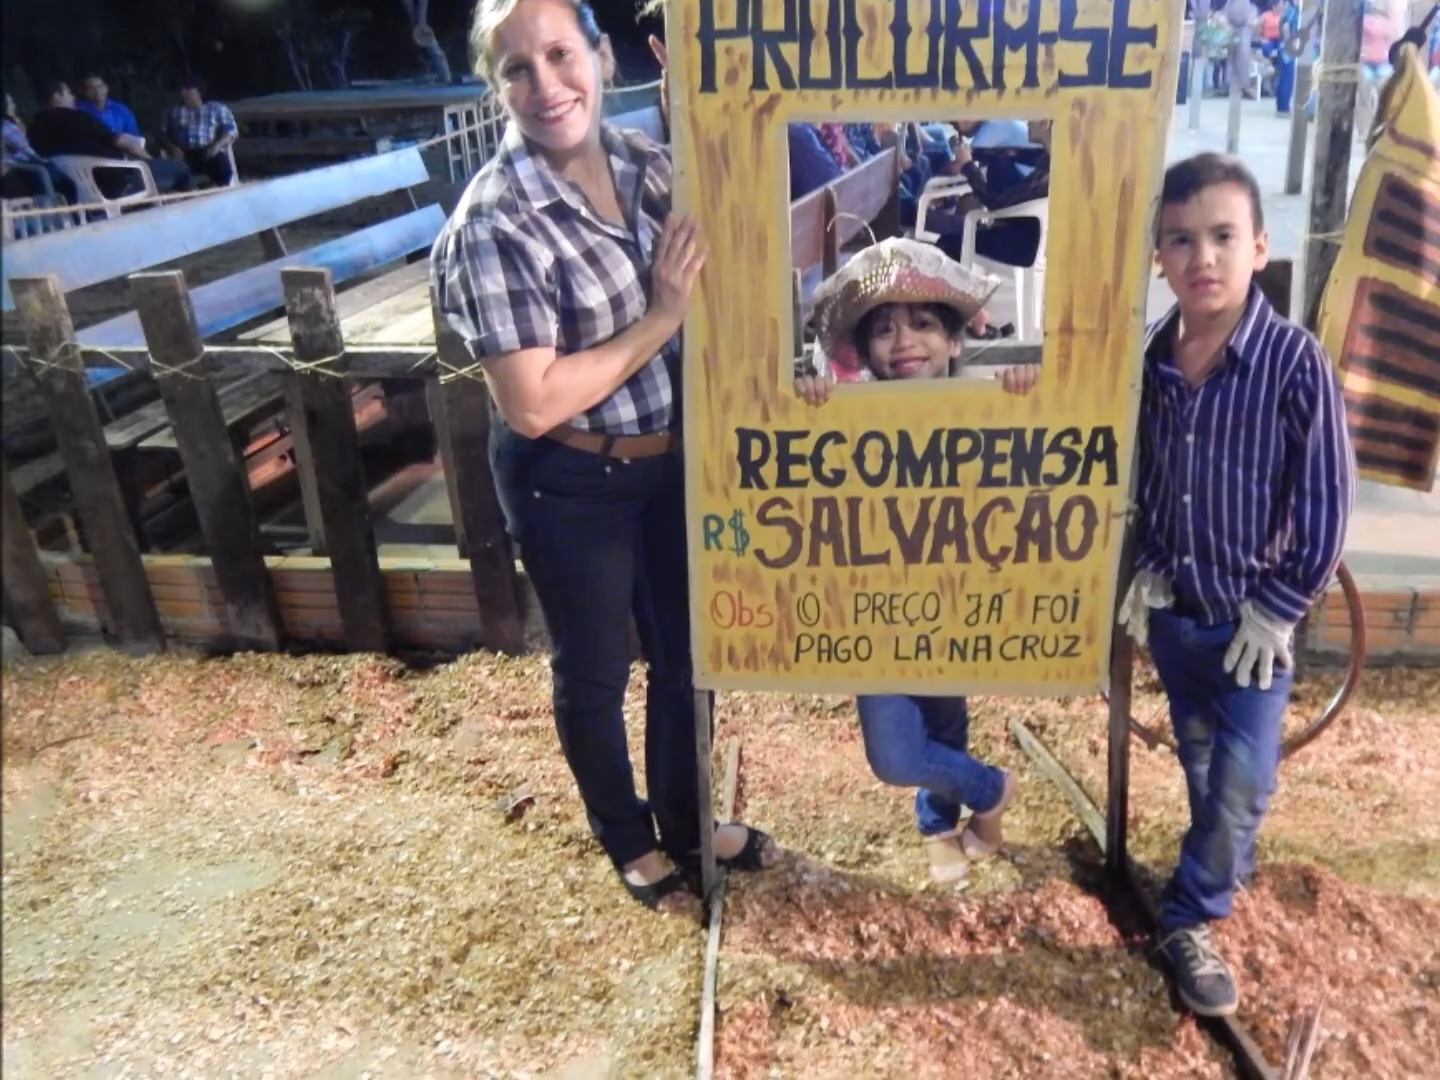 PROCURA-SE
RECOMPENSA
R$ SALVAÇÃO
Obs O PREÇO JÁ FOI
PAGO LÁ NA CRUZ